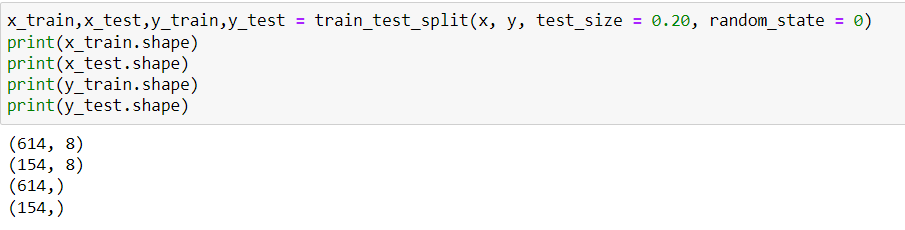 x_train,x_test,y_train,y_test = train_test_split(x, y, test_size = 0.20, random_state = 0)
print(x_train.shape)
print(x_test.shape)
print(y_train.shape)
print(y_test.shape)
(614, 8)
(154, 8)
(614,)
(154,)